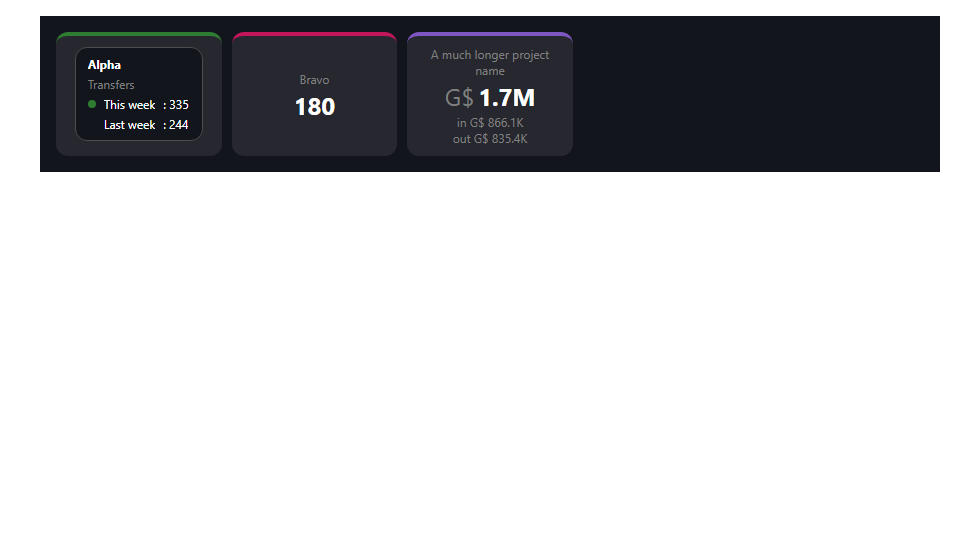 Alpha
Transfers
This week : 335
Last week : 244
Bravo
180
A much longer project
name
G$ 1.7M
in G$ 866.1K
out G$ 835.4K